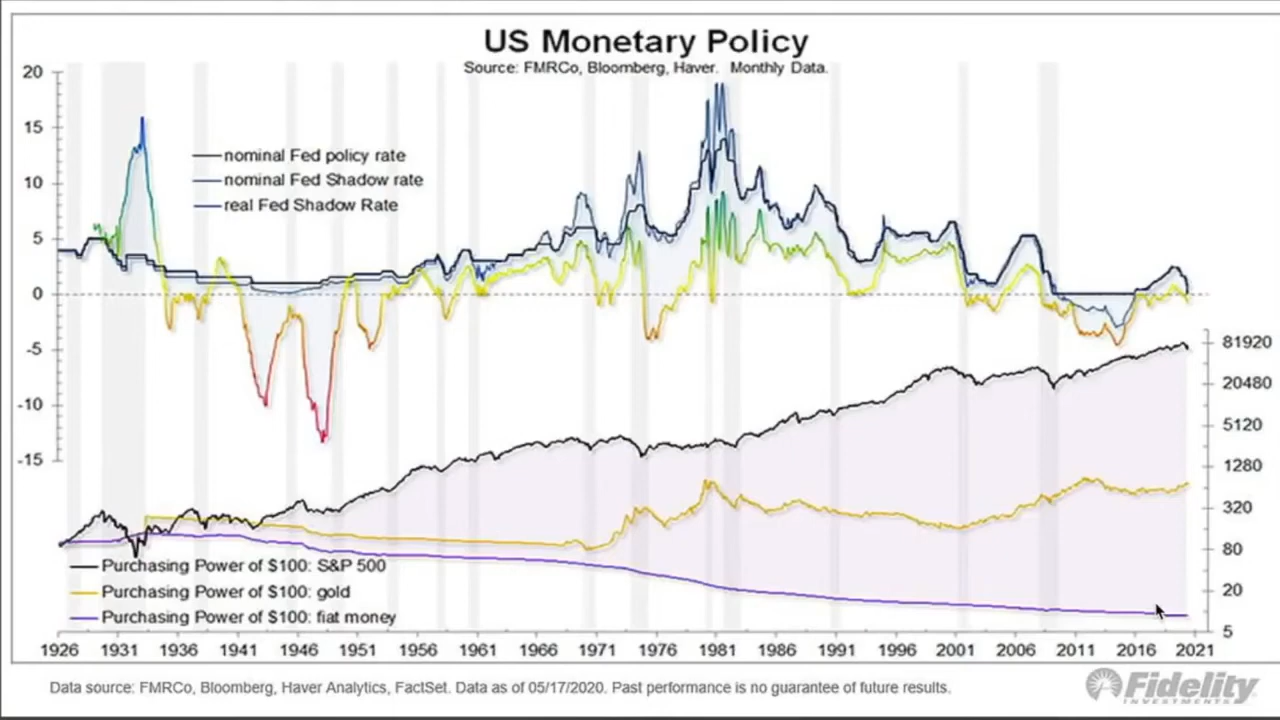 US Monetary Policy
Source: FMRCo, Bloomberg, Haver. Monthly Data.
20
15
10
5
0
-5
-10
-15
nominal Fed policy rate
nominal Fed Shadow rate
real Fed Shadow Rate
81920
20480
5120
1280
320
80
20
5
Purchasing Power of $100: S&P 500
Purchasing Power of $100: gold
Purchasing Power of $100: fiat money
1926 1931 1936 1941 1946 1951 1956 1961 1966 1971 1976 1981 1986 1991 1996 2001 2006 2011 2016 2021
Data source: FMRCo, Bloomberg, Haver Analytics, FactSet. Data as of 05/17/2020. Past performance is no guarantee of future results.
Fidelity
INVESTMENTS